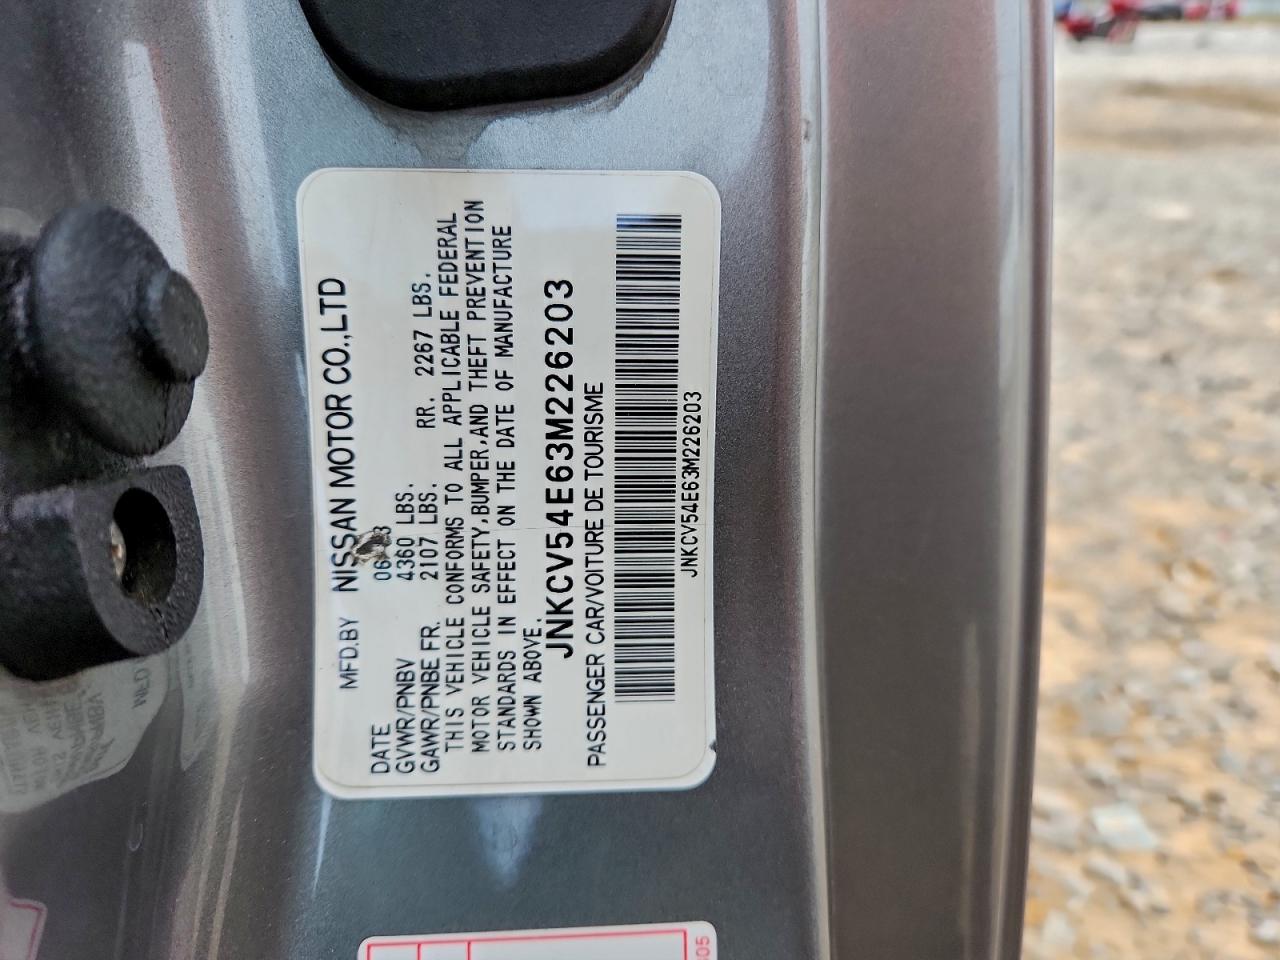 MFD.BY NISSAN MOTOR CO.,LTD
DATE
GVWR/PNBV 4360 LBS.
GAWR/PNBE FR. 2107 LBS. RR. 2267 LBS.
THIS VEHICLE CONFORMS TO ALL APPLICABLE FEDERAL
MOTOR VEHICLE SAFETY,BUMPER,AND THEFT PREVENTION
STANDARDS IN EFFECT ON THE DATE OF MANUFACTURE
SHOWN ABOVE.
JNKCV54E63M226203
PASSENGER CAR/VOITURE DE TOURISME
JNKCV54E63M226203